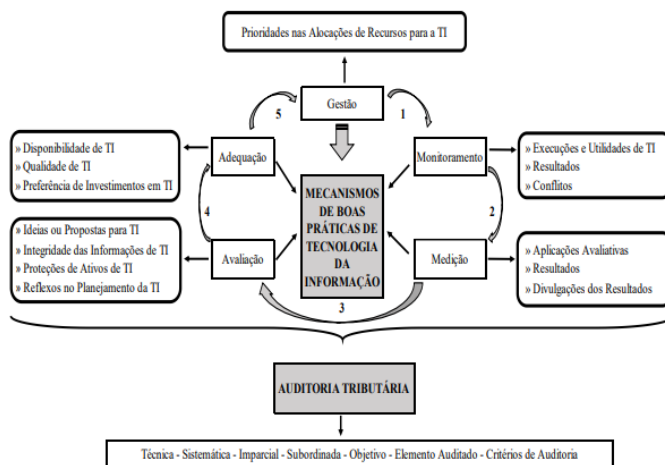 Prioridades nas Alocações de Recursos para a TI
5
Gestão
1
» Disponibilidade de TI
» Qualidade de TI
» Preferência de Investimentos em TI
Adequação
Monitoramento
» Execuções e Utilidades de TI
» Resultados
» Conflitos
MECANISMOS
DE BOAS
PRÁTICAS DE
TECNOLOGIA
DA
INFORMAÇÃO
4
2
» Ideias ou Propostas para TI
» Integridade das Informações de TI
» Proteções de Ativos de TI
» Reflexos no Planejamento da TI
Avaliação
Medição
» Aplicações Avaliativas
» Resultados
» Divulgações dos Resultados
3
AUDITORIA TRIBUTÁRIA
Técnica - Sistemática - Imparcial - Subordinada - Objetivo - Elemento Auditado - Critérios de Auditoria